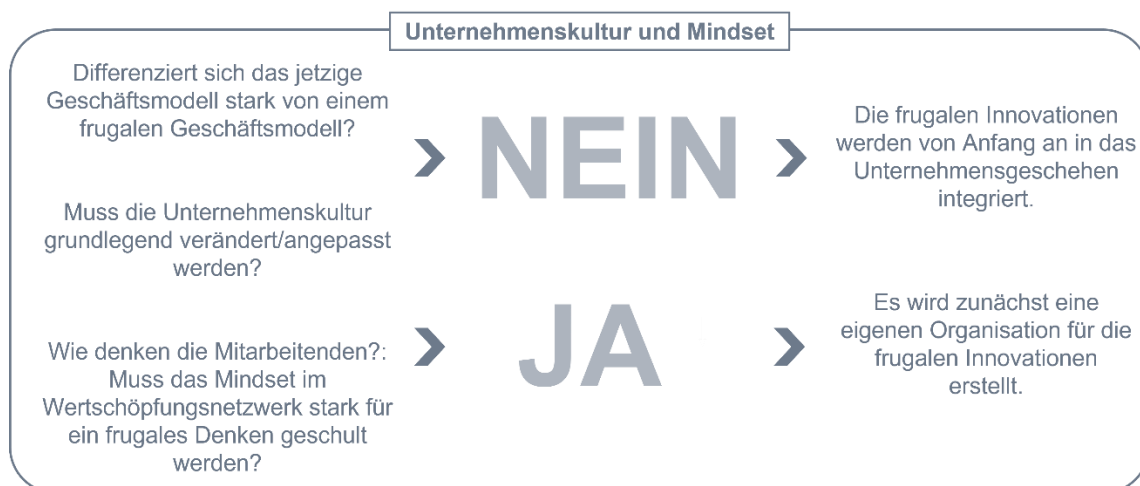 Unternehmenskultur und Mindset
Differenziert sich das jetzige
Geschäftsmodell stark von einem
frugalen Geschäftsmodell?
Muss die Unternehmenskultur
grundlegend verändert/angepasst
werden?
Wie denken die Mitarbeitenden?:
Muss das Mindset im
Wertschöpfungsnetzwerk stark für
ein frugales Denken geschult
werden?
NEIN
JA
Die frugalen Innovationen
werden von Anfang an in das
Unternehmensgeschehen
integriert.
Es wird zunächst eine
eigenen Organisation für die
frugalen Innovationen
erstellt.